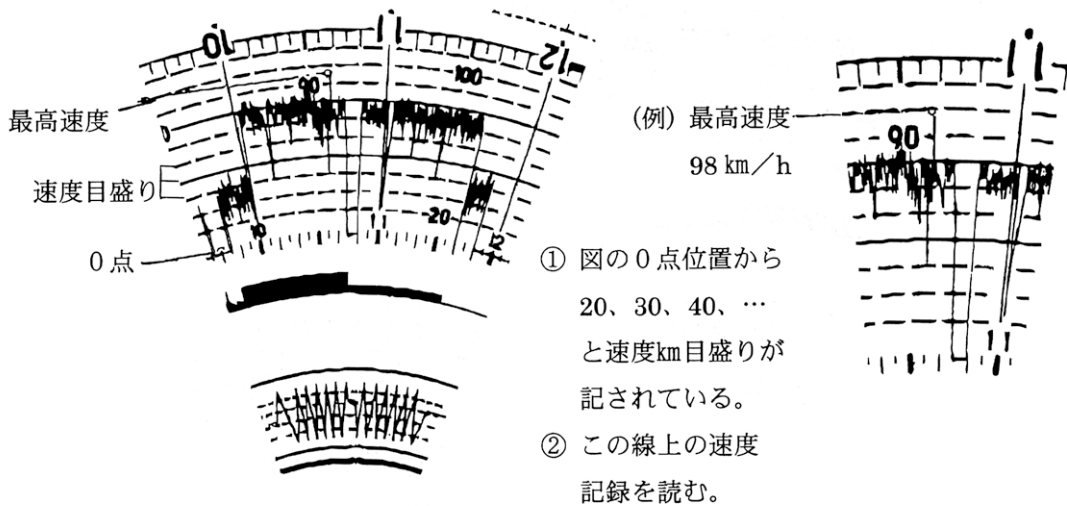 10
11
12
90
100
最高速度
速度目盛り
0点
10
11
20
12
(例) 最高速度
98 km/h
90
11
11
① 図の0点位置から
20、30、40、…
と速度km目盛りが
記されている。
② この線上の速度
記録を読む。